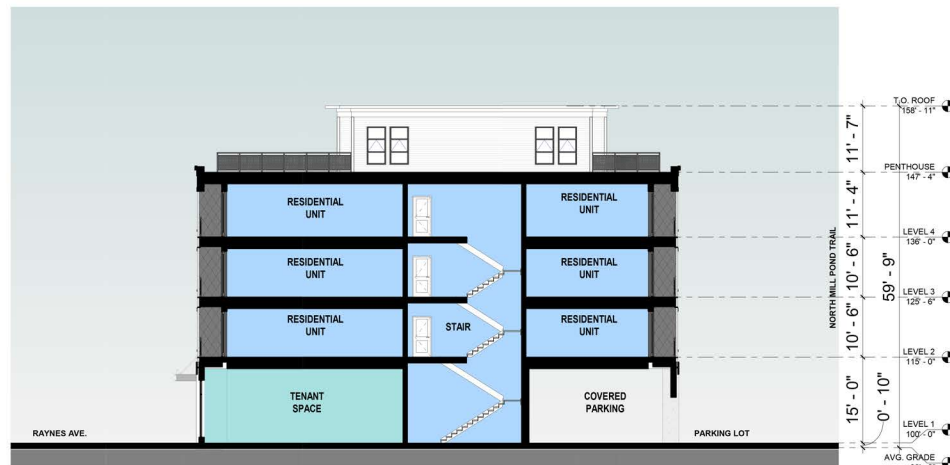 T.O. ROOF
158' - 11"
11' - 7"
PENTHOUSE
147' - 4"
RESIDENTIAL
UNIT
RESIDENTIAL
UNIT
11' - 4"
LEVEL 4
136' - 0"
RESIDENTIAL
UNIT
RESIDENTIAL
UNIT
10' - 6"
59' - 9"
NORTH MILL POND TRAIL
LEVEL 3
125' - 6"
RESIDENTIAL
UNIT
STAIR
RESIDENTIAL
UNIT
10' - 6"
LEVEL 2
115' - 0"
TENANT
SPACE
COVERED
PARKING
15' - 0"
0' - 10"
LEVEL 1
100' - 0"
RAYNES AVE.
PARKING LOT
AVG. GRADE